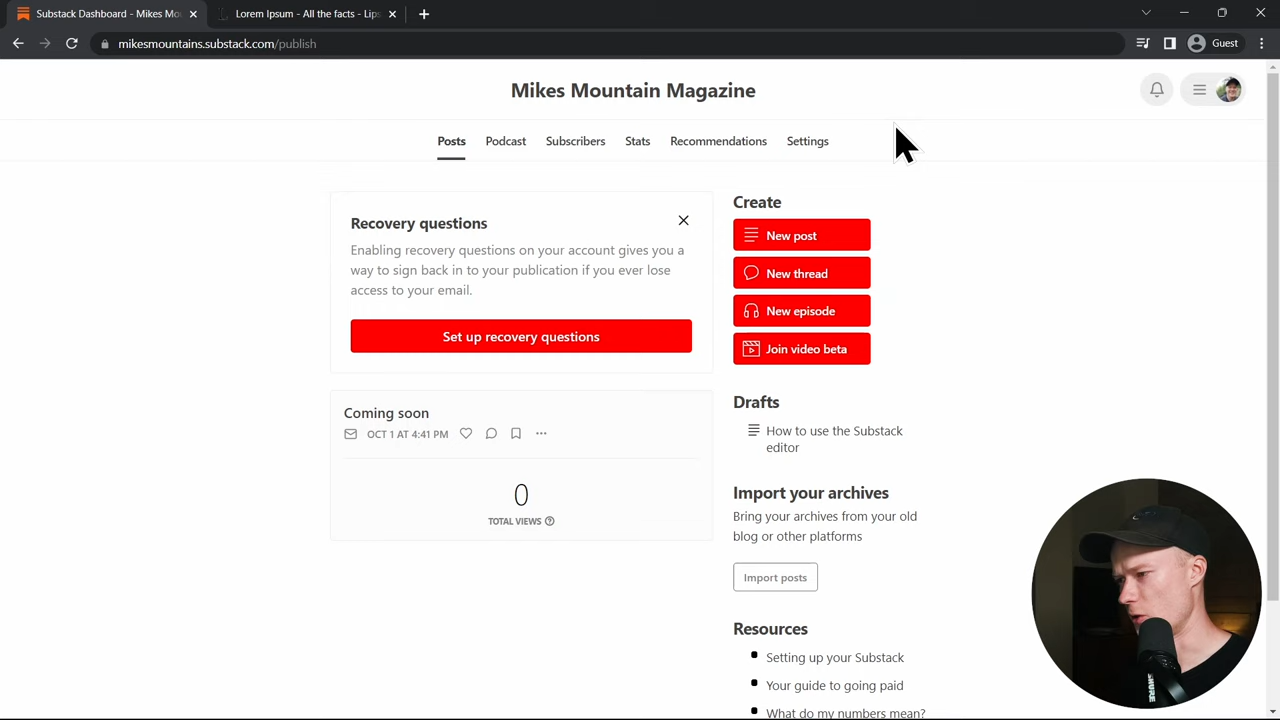 Substack Dashboard - Mikes Mo
Lorem Ipsum - All the facts - Lips
mikesmountains.substack.com/publish
Guest
Mikes Mountain Magazine
Posts
Podcast
Subscribers
Stats
Recommendations
Settings
Recovery questions
Enabling recovery questions on your account gives you a
way to sign back in to your publication if you ever lose
access to your email.
Set up recovery questions
Coming soon
OCT 1 AT 4:41 PM
0
TOTAL VIEWS
Create
New post
New thread
New episode
Join video beta
Drafts
How to use the Substack
editor
Import your archives
Bring your archives from your old
blog or other platforms
Import posts
Resources
Setting up your Substack
Your guide to going paid
What do my numbers mean?
SHURE